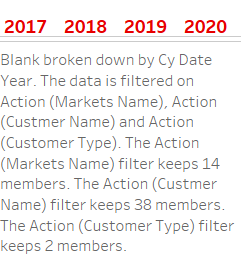 2017 2018 2019 2020
Blank broken down by Cy Date
Year. The data is filtered on
Action (Markets Name), Action
(Custmer Name) and Action
(Customer Type). The Action
(Markets Name) filter keeps 14
members. The Action (Custmer
Name) filter keeps 38 members.
The Action (Customer Type) filter
keeps 2 members.